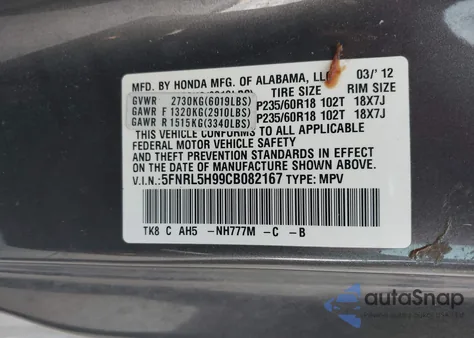 MFD. BY HONDA MFG. OF ALABAMA, LLC 03/'12
TIRE SIZE RIM SIZE
GVWR 2730KG(6019LBS)
GAWR F 1320KG(2910LBS) P235/60R18 102T 18X7J
GAWR R 1515KG(3340LBS) P235/60R18 102T 18X7J
THIS VEHICLE CONFORMS TO ALL APPLICABLE
FEDERAL MOTOR VEHICLE SAFETY
STANDARDS IN EFFECT
ON THE DATE OF MANUFACTURE SHOWN ABOVE.
V.I.N: 5FNRL5H99CB082167 TYPE: MPV
TK8 C AH5 -NH777M -C -B
autoSnap